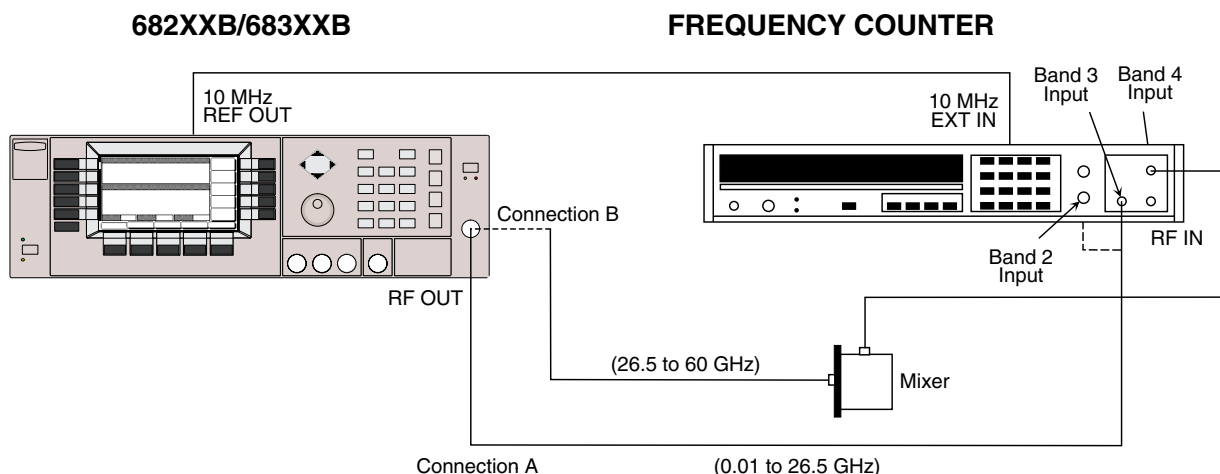 682XXB/683XXB
FREQUENCY COUNTER
10 MHz
REF OUT
10 MHz
EXT IN
Band 3
Input
Band 4
Input
Connection B
Band 2
Input
RF IN
RF OUT
(26.5 to 60 GHz)
Mixer
Connection A
(0.01 to 26.5 GHz)